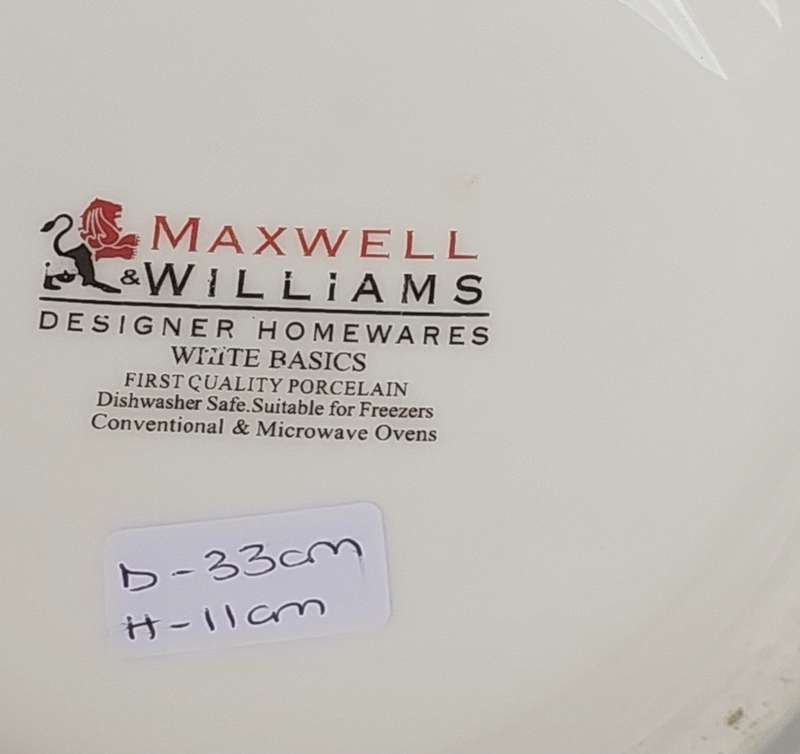 MAXWELL
& WILLIAMS
DESIGNER HOMEWARES
WHITE BASICS
FIRST QUALITY PORCELAIN
Dishwasher Safe.Suitable for Freezers
Conventional & Microwave Ovens
D-33cm
H-11cm